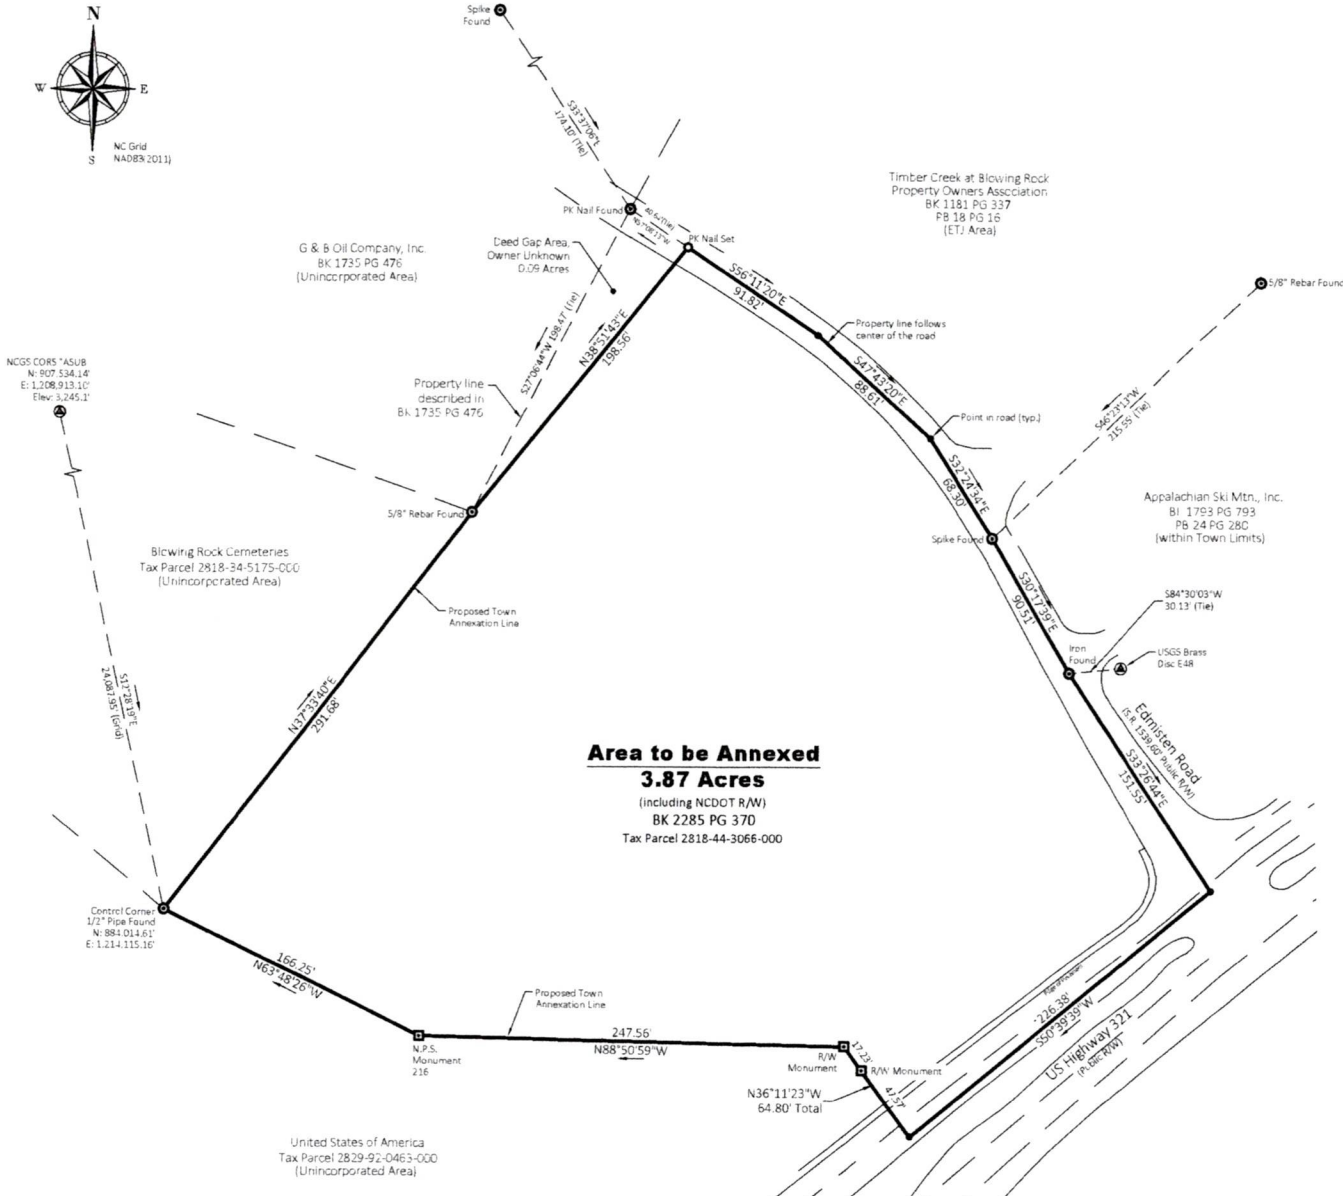 N
W
E
S
NC Grid
NAD83(2011)
Spike
Found
S33°37'06"E
174.10' (Tie)
PK Nail Found
40.64'(Tie)
N57°08'13"W
PK Nail Set
Timber Creek at Blowing Rock
Property Owners Association
BK 1181 PG 337
PB 18 PG 16
(ETJ Area)
G & B Oil Company, Inc.
BK 1735 PG 476
(Unincorporated Area)
Deed Gap Area,
Owner Unknown
0.09 Acres
S56°11'20"E
91.82'
5/8" Rebar Found
Property line follows
center of the road
S27°06'44"W 198.47' (Tie)
N38°51'43"E
198.56'
NCGS CORS "ASUB
N: 907,534.14'
E: 1,208,913.10'
Elev: 3,245.1'
Property line
described in
BK 1735 PG 476
S47°43'20"E
88.61'
Point in road (typ.)
S46°23'13"W
215.55' (Tie)
S32°24'34"E
68.30'
5/8" Rebar Found
Spike Found
Appalachian Ski Mtn., Inc.
BK 1793 PG 793
PB 24 PG 280
(within Town Limits)
Blowing Rock Cemeteries
Tax Parcel 2818-34-5175-000
(Unincorporated Area)
Proposed Town
Annexation Line
S30°17'39"E
90.51'
S84°30'03"W
30.13' (Tie)
Iron
Found
USGS Brass
Disc E48
S12°28'19"E
24,087.95' (Grid)
N37°33'40"E
291.68'
Edmisten Road
(S.R. 1539,60' Public R/W)
S33°26'44"E
151.55'
Area to be Annexed
3.87 Acres
(including NCDOT R/W)
BK 2285 PG 370
Tax Parcel 2818-44-3066-000
Control Corner
1/2" Pipe Found
N: 884,014.61'
E: 1,214,115.16'
166.25'
N63°48'26"W
Proposed Town
Annexation Line
247.56'
N88°50'59"W
N.P.S.
Monument
216
R/W
Monument
17.23'
R/W Monument
47.57'
N36°11'23"W
64.80' Total
226.38'
S50°39'39"W
US Highway 321
(Public R/W)
United States of America
Tax Parcel 2829-92-0463-000
(Unincorporated Area)